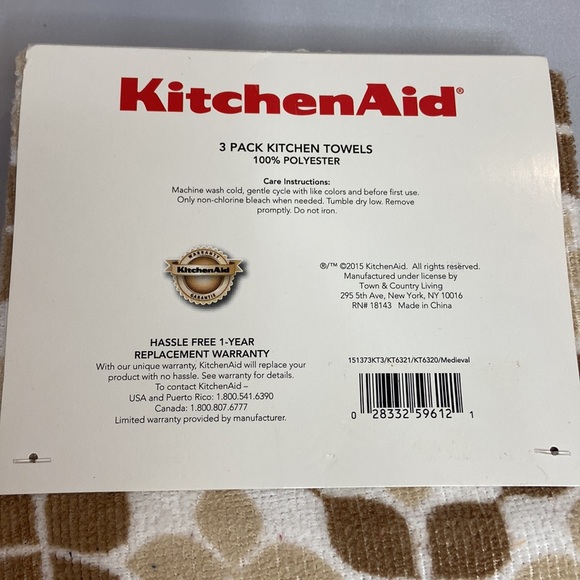 KitchenAid®
3 PACK KITCHEN TOWELS
100% POLYESTER
Care Instructions:
Machine wash cold, gentle cycle with like colors and before first use.
Only non-chlorine bleach when needed. Tumble dry low. Remove
promptly. Do not iron.
WARRANTY
KitchenAid
GARANTIE
®/™ ©2015 KitchenAid. All rights reserved.
Manufactured under license by
Town & Country Living
295 5th Ave, New York, NY 10016
RN# 18143 Made in China
HASSLE FREE 1-YEAR
REPLACEMENT WARRANTY
With our unique warranty, KitchenAid will replace your
product with no hassle. See warranty for details.
To contact KitchenAid –
USA and Puerto Rico: 1.800.541.6390
Canada: 1.800.807.6777
Limited warranty provided by manufacturer.
151373KT3/KT6321/KT6320/Medieval
0 28332 59612 1